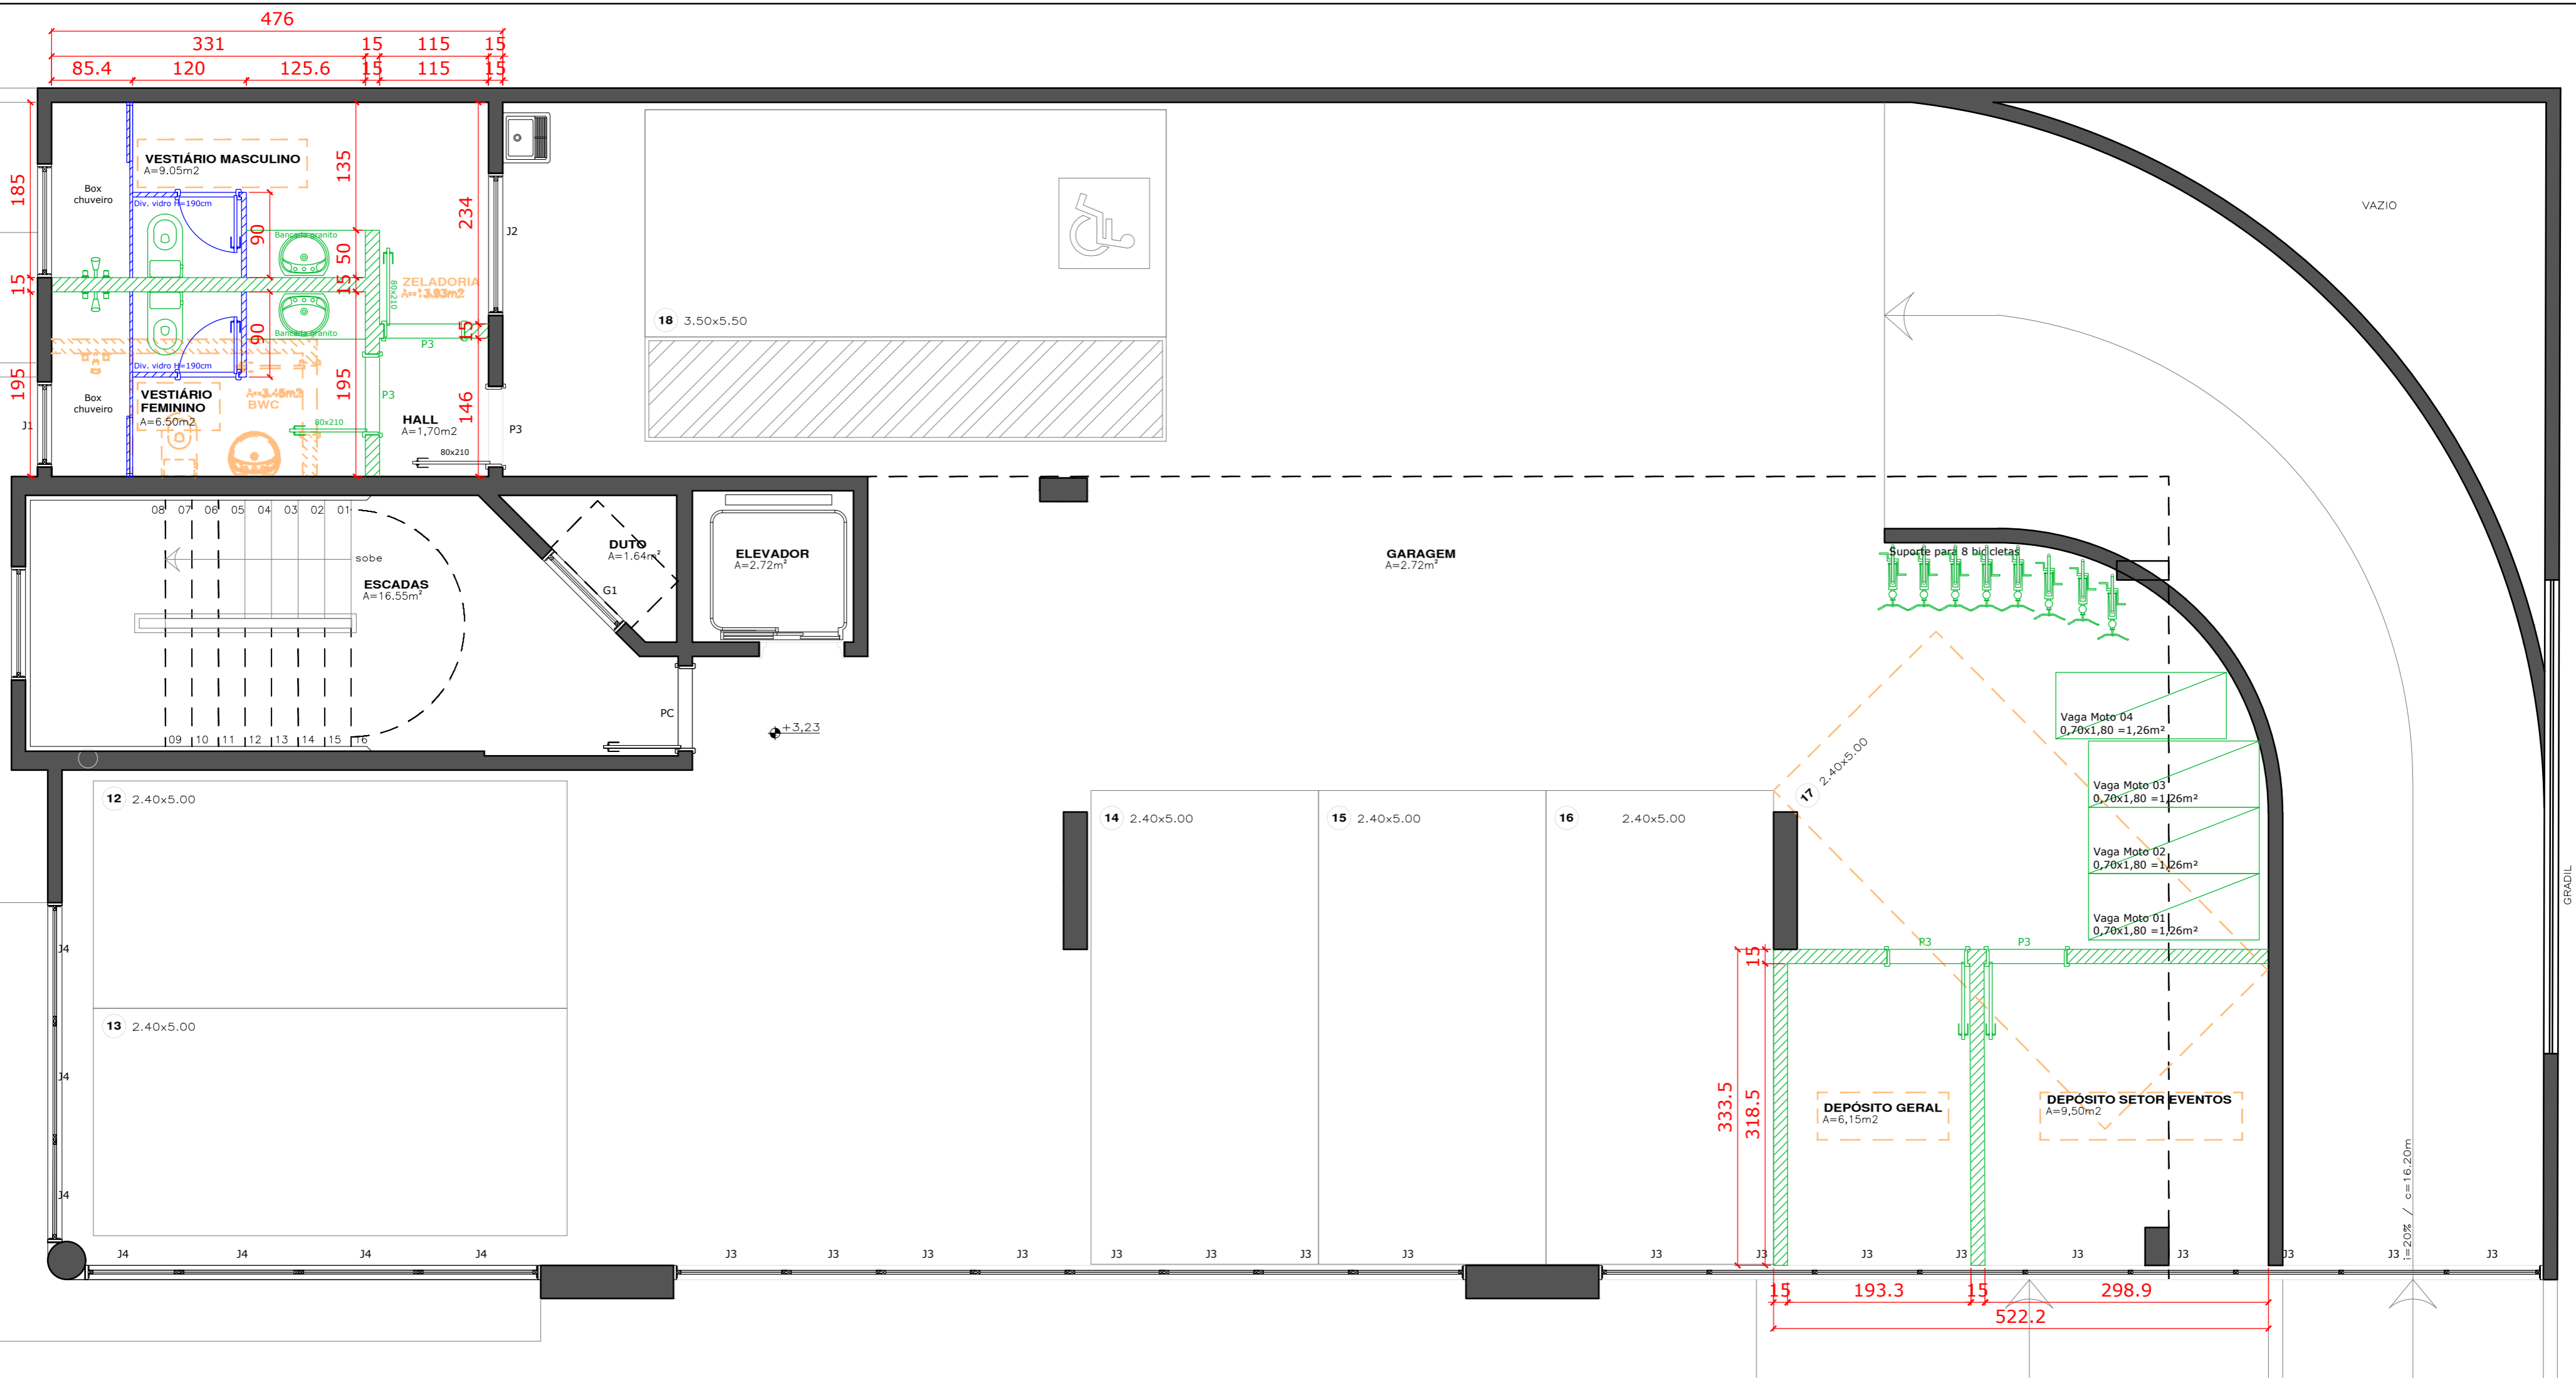 476
331
15
115
15
85.4
120
125.6
15
115
15
VESTIÁRIO MASCULINO
A=9.05m2
Box
chuveiro
Div. vidro H=190cm
185
135
234
90
50
Bancada granito
J2
VAZIO
15
15
ZELADORIA
80x210
18 3.50x5.50
Bancada granito
90
15
P3
Div. vidro H=190cm
195
195
146
Box
chuveiro
VESTIÁRIO
FEMININO
A=6.50m2
A=3.45m2
BWC
P3
HALL
A=1,70m2
80x210
J1
P3
80x210
08 07 06 05 04 03 02 01
sobe
ESCADAS
A=16.55m²
DUTO
A=1.64m²
G1
ELEVADOR
A=2.72m²
GARAGEM
A=2.72m²
Suporte para 8 bicicletas
PC
+3,23
09 10 11 12 13 14 15 16
Vaga Moto 04
0,70x1,80 =1,26m²
17 2.40x5.00
Vaga Moto 03
0,70x1,80 =1,26m²
12 2.40x5.00
14 2.40x5.00
15 2.40x5.00
16 2.40x5.00
Vaga Moto 02
0,70x1,80 =1,26m²
GRADIL
Vaga Moto 01
0,70x1,80 =1,26m²
J4
P3
P3
15
13 2.40x5.00
J4
333.5
318.5
DEPÓSITO GERAL
A=6,15m2
DEPÓSITO SETOR EVENTOS
A=9,50m2
J4
i=20% / c=16.20m
J4 J4 J4 J4 J3 J3 J3 J3 J3 J3 J3 J3 J3 J3 J3 J3 J3 J3 J3 J3 J3
15
193.3
15
298.9
522.2